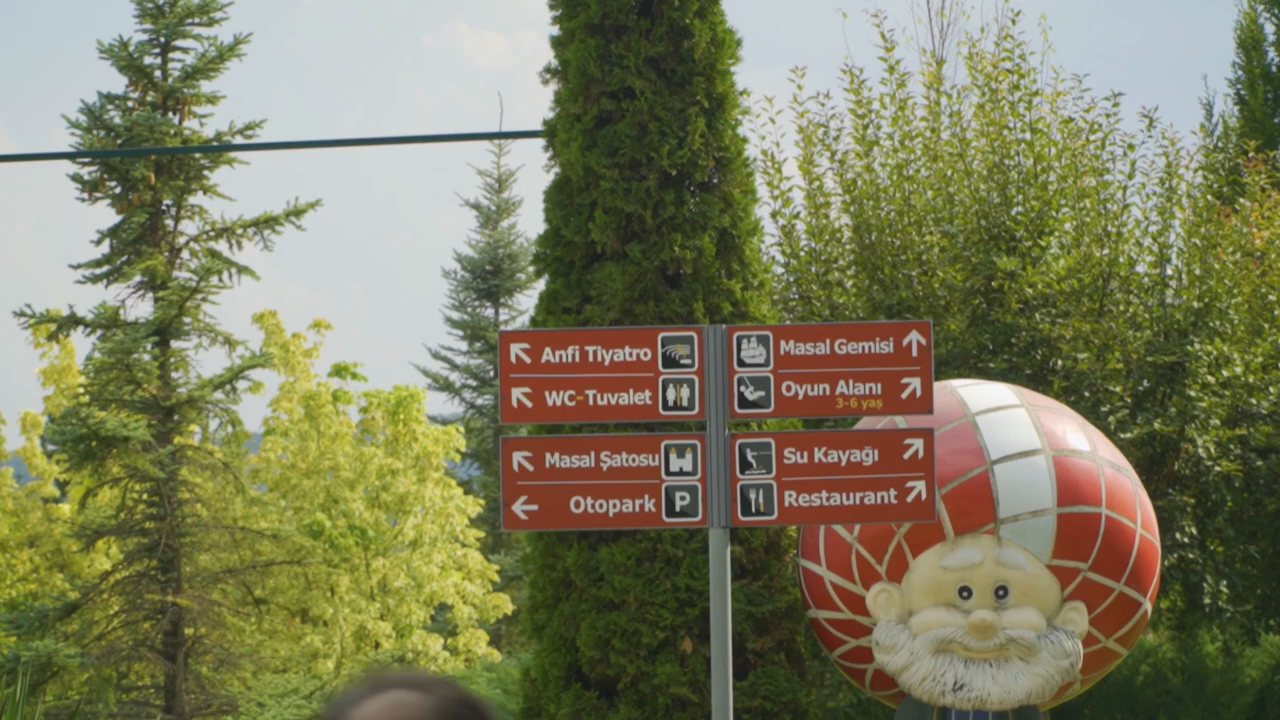 Anfi Tiyatro
WC-Tuvalet
Masal Şatosu
Otopark
P
Masal Gemisi
Oyun Alanı
3-6 yaş
Su Kayağı
Restaurant